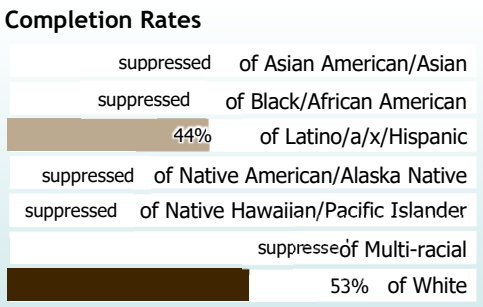 Completion Rates
suppressed of Asian American/Asian
suppressed of Black/African American
44% of Latino/a/x/Hispanic
suppressed of Native American/Alaska Native
suppressed of Native Hawaiian/Pacific Islander
suppresse of Multi-racial
53% of White